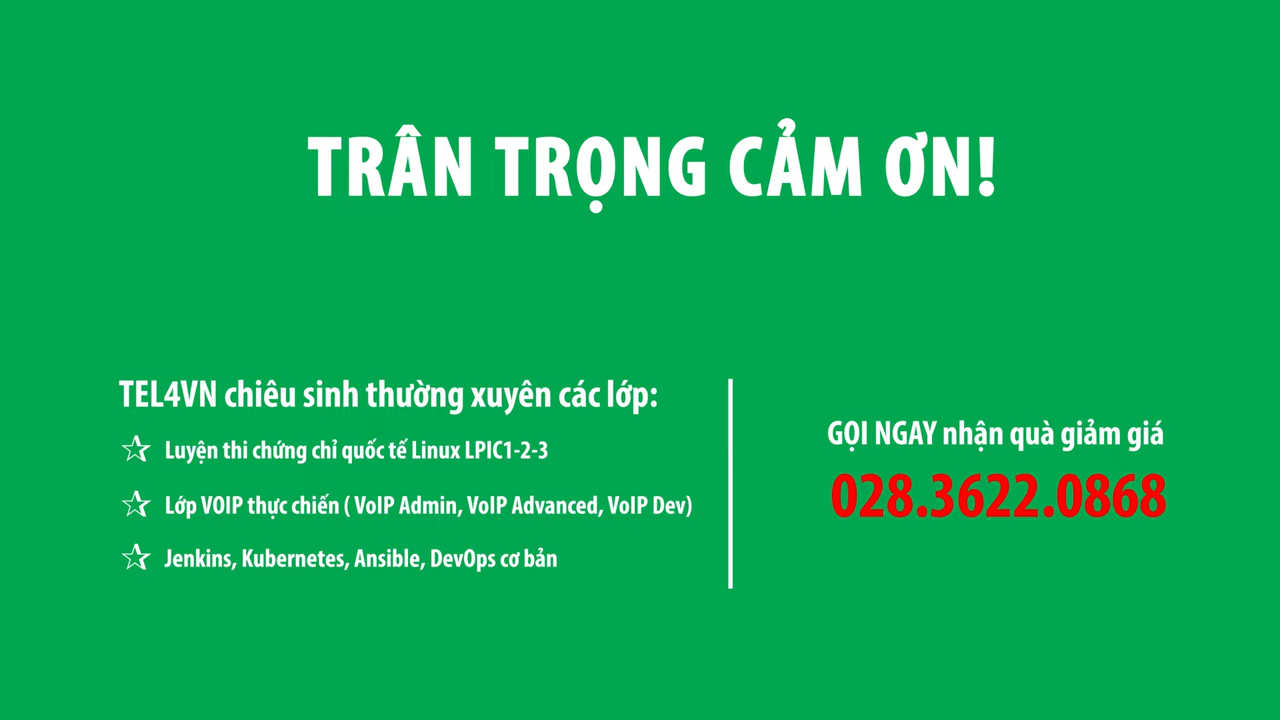 TRÂN TRỌNG CẢM ƠN!
TEL4VN chiêu sinh thường xuyên các lớp:
Luyện thi chứng chỉ quốc tế Linux LPIC1-2-3
Lớp VOIP thực chiến ( VoIP Admin, VoIP Advanced, VoIP Dev)
Jenkins, Kubernetes, Ansible, DevOps cơ bản
GỌI NGAY nhận quà giảm giá
028.3622.0868